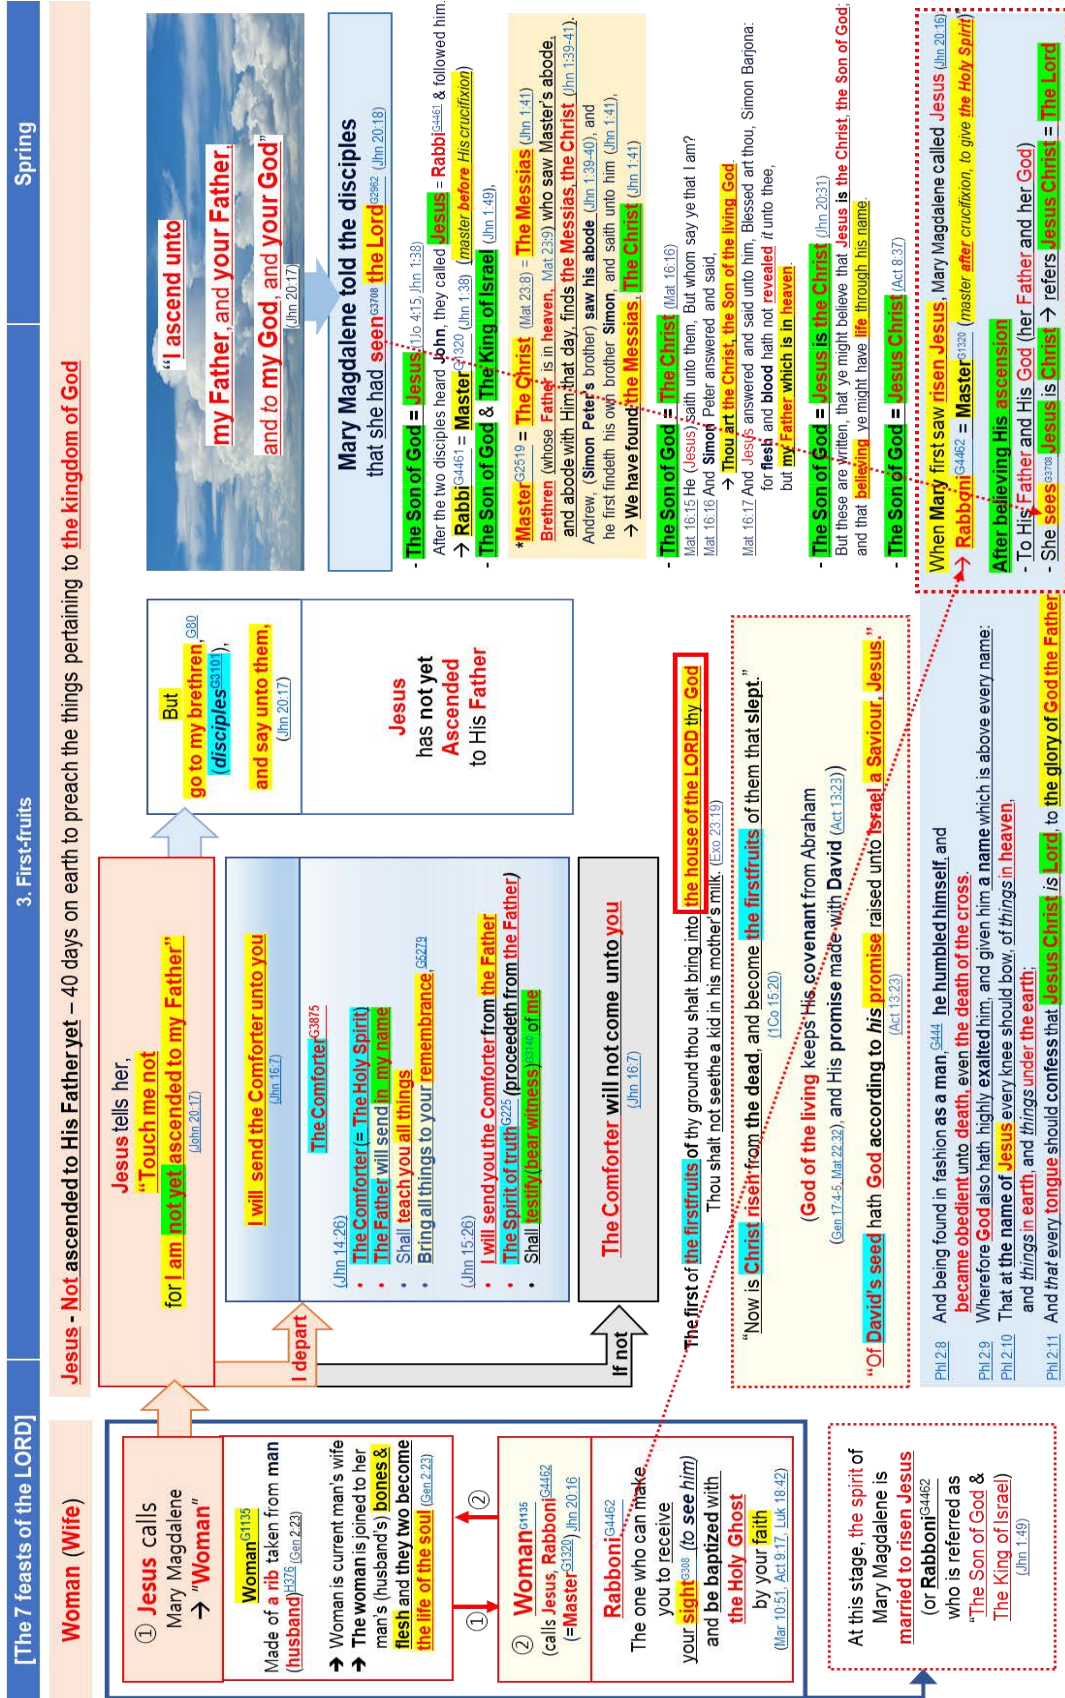 [The 7 feasts of the LORD]
3. First-fruits
Spring
Woman (Wife)
Jesus - Not ascended to His Father yet – 40 days on earth to preach the things pertaining to the kingdom of God
① Jesus calls
Mary Magdalene
→ "Woman"
Woman G1135
Made of a rib taken from man
(husband) H376 (Gen 2:23)
→ Woman is current man's wife
→ The woman is joined to her
man's (husband's) bones &
flesh and they two become
the life of the soul (Gen 2:23)
①
②
② Woman G1135
(calls Jesus, Rabboni G4462
(=Master G1320) Jhn 20:16
Rabboni G4462
The one who can make
you to receive
your sight G308 (to see him)
and be baptized with
the Holy Ghost
by your faith
(Mar 10:51, Act 9:17, Luk 18:42)
At this stage, the spirit of
Mary Magdalene is
married to risen Jesus
(or Rabboni G4462
who is referred as
"The Son of God &
The King of Israel)
(Jhn 1:49)
Jesus tells her,
"Touch me not
for I am not yet ascended to my Father"
(John 20:17)
I depart
I will send the Comforter unto you
(Jhn 16:7)
The Comforter G3875
(Jhn 14:26)
• The Comforter (= The Holy Spirit)
• The Father will send in my name
• Shall teach you all things
• Bring all things to your remembrance, G5279
(Jhn 15:26)
• I will send you the Comforter from the Father
• The Spirit of truth G225 (proceedeth from the Father)
• Shall testify(bear witness) G3140 of me
If not
The Comforter will not come unto you
(Jhn 16:7)
But
go to my brethren, G80
(disciples G3101),
and say unto them,
(Jhn 20:17)
Jesus
has not yet
Ascended
to His Father
The first of the firstfruits of thy ground thou shalt bring into the house of the LORD thy God
Thou shalt not seethe a kid in his mother's milk. (Exo 23:19)
"Now is Christ risen from the dead, and become the firstfruits of them that slept."
(1Co 15:20)
(God of the living keeps His covenant from Abraham
(Gen 17:4-5, Mat 22:32), and His promise made with David (Act 13:23))
"Of David's seed hath God according to his promise raised unto Israel a Saviour, Jesus."
(Act 13:23)
Phl 2:8 And being found in fashion as a man, G444 he humbled himself, and
became obedient unto death, even the death of the cross.
Phl 2:9 Wherefore God also hath highly exalted him, and given him a name which is above every name:
Phl 2:10 That at the name of Jesus every knee should bow, of things in heaven,
and things in earth, and things under the earth;
Phl 2:11 And that every tongue should confess that Jesus Christ is Lord, to the glory of God the Father
"I ascend unto
my Father, and your Father,
and to my God, and your God"
(Jhn 20:17)
Mary Magdalene told the disciples
that she had seen G3708 the Lord G2962 (Jhn 20:18)
- The Son of God = Jesus (1Jo 4:15, Jhn 1:38)
After the two disciples heard John, they called Jesus = Rabbi G4461 & followed him.
→ Rabbi G4461 = Master G1320 (Jhn 1:38) (master before His crucifixion)
- The Son of God & The King of Israel (Jhn 1:49),
*Master G2519 = The Christ (Mat 23:8) = The Messias (Jhn 1:41)
Brethren (whose Father is in heaven, Mat 23:9) who saw Master's abode,
and abode with Him that day, finds the Messias, the Christ (Jhn 1:39-41).
Andrew, (Simon Peter's brother) saw his abode (Jhn 1:39-40), and
he first findeth his own brother Simon, and saith unto him (Jhn 1:41),
→ We have found the Messias, The Christ (Jhn 1:41)
- The Son of God = The Christ (Mat 16:16)
Mat 16:15 He (Jesus) saith unto them, But whom say ye that I am?
Mat 16:16 And Simon Peter answered and said,
→ Thou art the Christ, the Son of the living God.
Mat 16:17 And Jesus answered and said unto him, Blessed art thou, Simon Barjona:
for flesh and blood hath not revealed it unto thee,
but my Father which is in heaven.
- The Son of God = Jesus is the Christ (Jhn 20:31)
But these are written, that ye might believe that Jesus is the Christ, the Son of God;
and that believing ye might have life through his name.
- The Son of God = Jesus Christ (Act 8:37)
When Mary first saw risen Jesus, Mary Magdalene called Jesus (Jhn 20:16)
→ Rabboni G4462 = Master G1320 (master after crucifixion, to give the Holy Spirit)"
After believing His ascension
- To His Father and His God (her Father and her God)
- She sees G3708 Jesus is Christ → refers Jesus Christ = The Lord